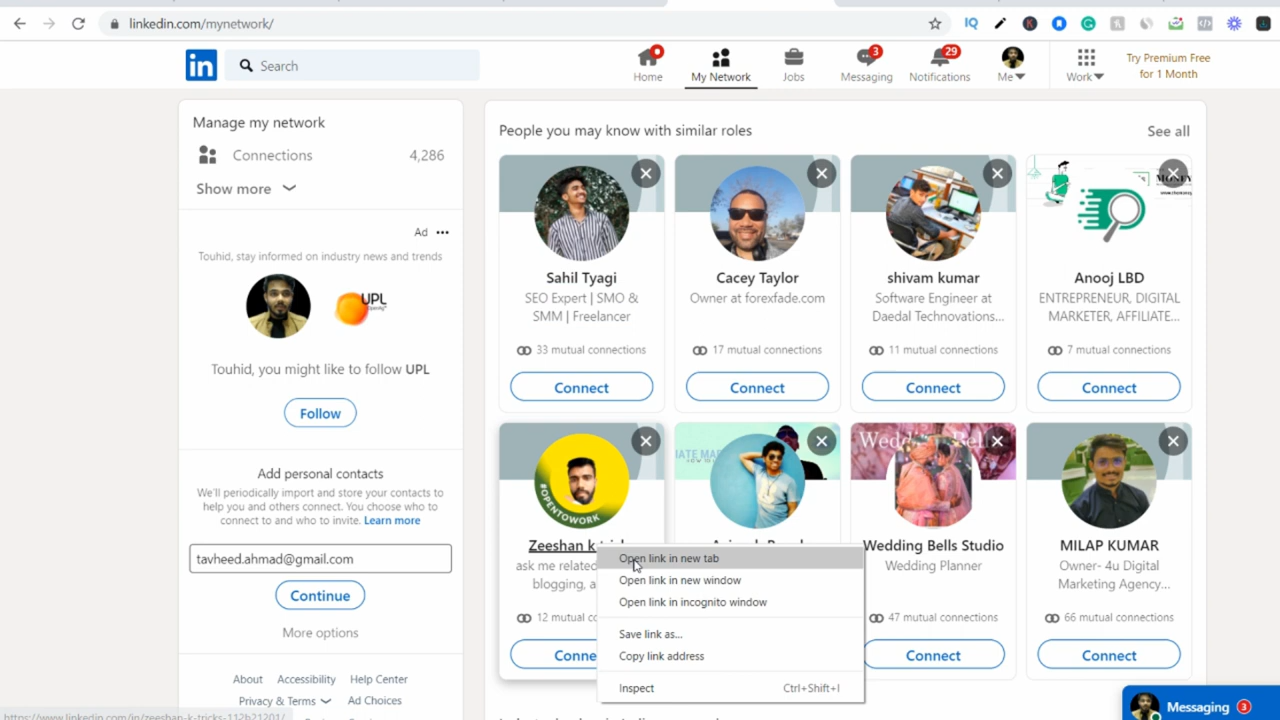 linkedin.com/mynetwork/
IQ
in
Search
Home
My Network
Jobs
3
Messaging
29
Notifications
Me
Work
Try Premium Free
for 1 Month
Manage my network
Connections 4,286
Show more
Ad
Touhid, stay informed on industry news and trends
UPL
Touhid, you might like to follow UPL
Follow
Add personal contacts
We'll periodically import and store your contacts to
help you and others connect. You choose who to
connect to and who to invite. Learn more
tavheed.ahmad@gmail.com
Continue
More options
About Accessibility Help Center
Privacy & Terms Ad Choices
People you may know with similar roles
See all
Sahil Tyagi
SEO Expert | SMO &
SMM | Freelancer
33 mutual connections
Connect
Cacey Taylor
Owner at forexfade.com
17 mutual connections
Connect
shivam kumar
Software Engineer at
Daedal Technovations...
11 mutual connections
Connect
Anooj LBD
ENTREPRENEUR, DIGITAL
MARKETER, AFFILIATE...
7 mutual connections
Connect
#OPENTOWORK
Zeeshan k
ask me related
blogging, a
12 mutual
Conne
Wedding Bells Studio
Wedding Planner
47 mutual connections
Connect
MILAP KUMAR
Owner- 4u Digital
Marketing Agency...
66 mutual connections
Connect
Open link in new tab
Open link in new window
Open link in incognito window
Save link as...
Copy link address
Inspect Ctrl+Shift+I
Messaging 3